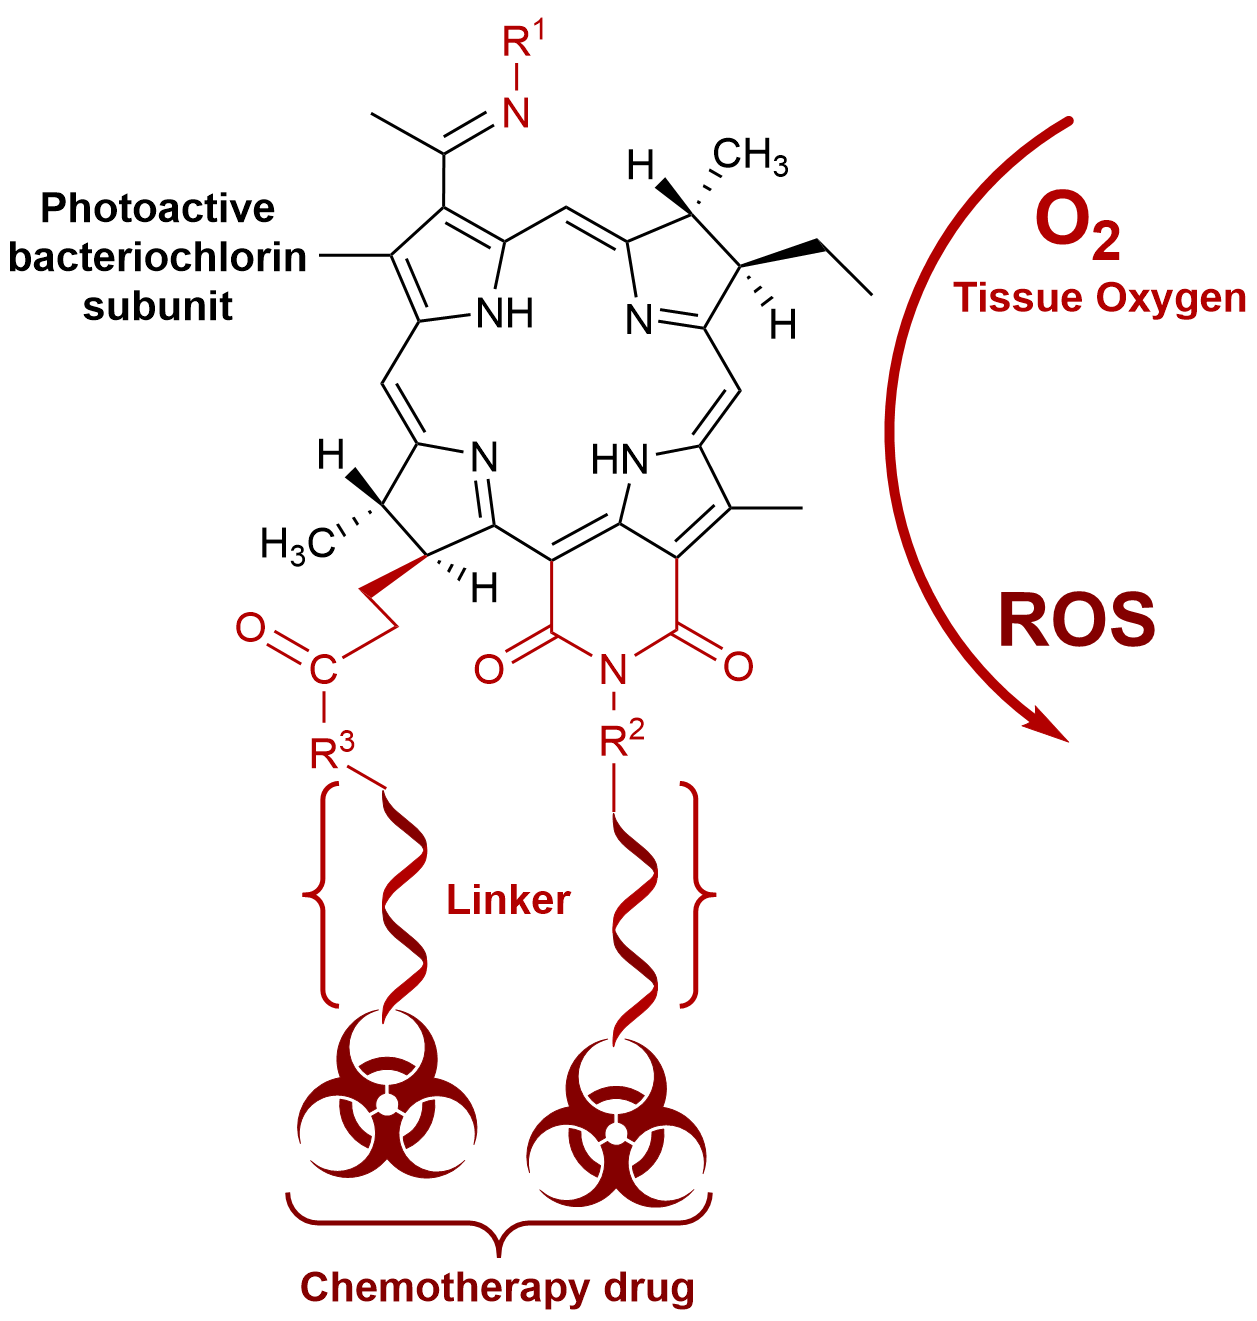 R¹
N
H
CH₃
Photoactive
bacteriochlorin
subunit
O₂
Tissue Oxygen
NH
N
H
H
N
HN
H₃C
H
ROS
O
C
O
N
O
R³
R²
Linker
Chemotherapy drug